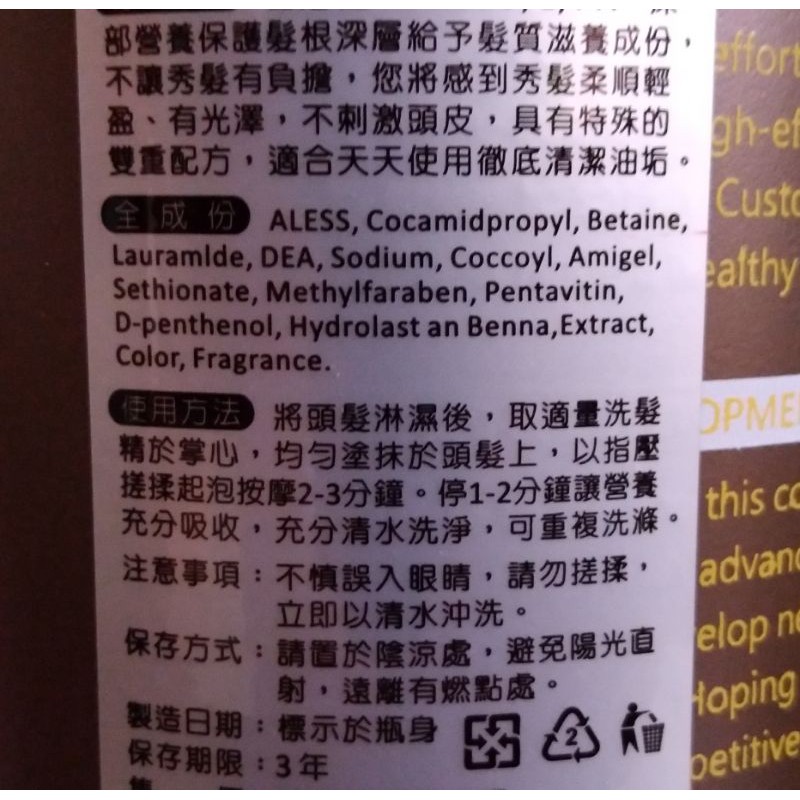 部營養保護髮根深層給予髮質滋養成份，
不讓秀髮有負擔，您將感到秀髮柔順輕
盈、有光澤，不刺激頭皮，具有特殊的
雙重配方，適合天天使用徹底清潔油垢。
全成份 ALESS, Cocamidpropyl, Betaine,
Lauramlde, DEA, Sodium, Coccoyl, Amigel,
Sethionate, Methylfaraben, Pentavitin,
D-penthenol, Hydrolast an Benna,Extract,
Color, Fragrance.
使用方法 將頭髮淋濕後，取適量洗髮
精於掌心，均勻塗抹於頭髮上，以指壓
搓揉起泡按摩2-3分鐘。停1-2分鐘讓營養
充分吸收，充分清水洗淨，可重複洗滌。
注意事項：不慎誤入眼睛，請勿搓揉，
立即以清水沖洗。
保存方式：請置於陰涼處，避免陽光直
射，遠離有燃點處。
製造日期：標示於瓶身
保存期限：3年
2
effort
gh-ef
Custo
ealthy
OPME
this co
advanc
elop ne
Hoping
petitive